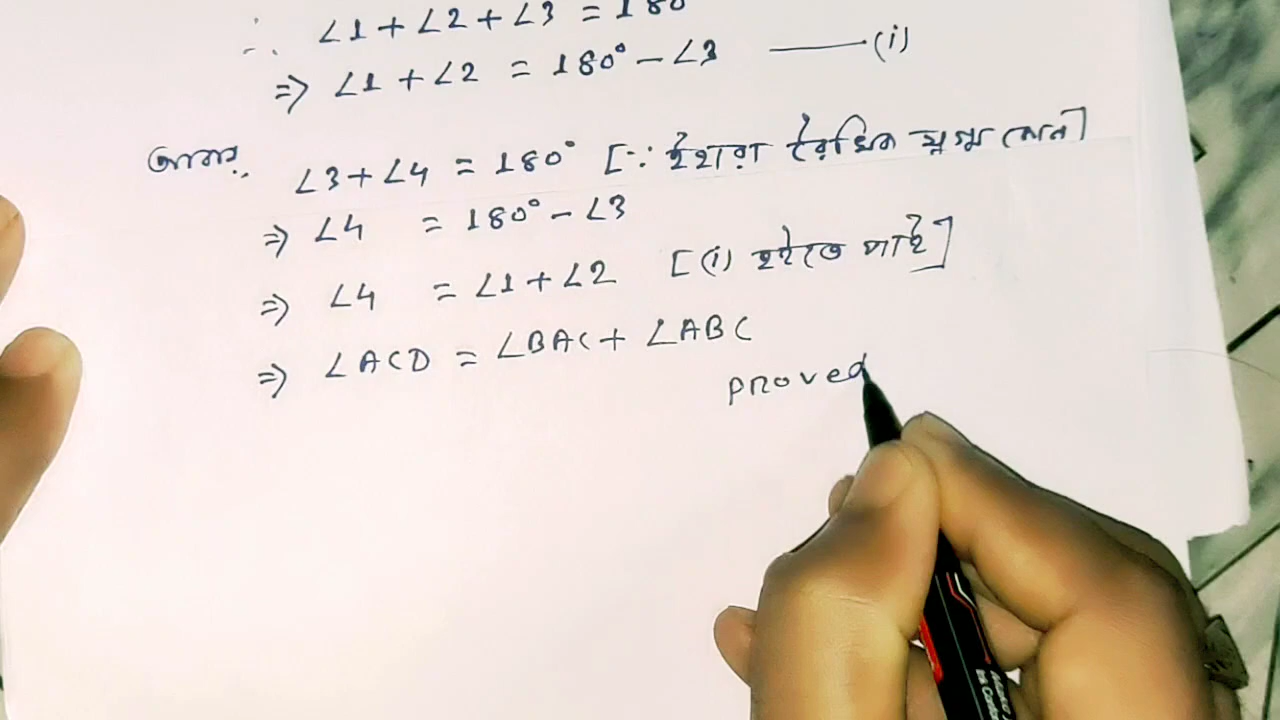 ∴ ∠1 + ∠2 + ∠3 = 180
⇒ ∠1 + ∠2 = 180° − ∠3 ——— (i)
আবার, ∠3 + ∠4 = 180° [∵ ইহারা রৈখিক যুগ্ম কোন]
⇒ ∠4 = 180° − ∠3
⇒ ∠4 = ∠1 + ∠2 [(i) হইতে পাই]
⇒ ∠ACD = ∠BAC + ∠ABC
Proved